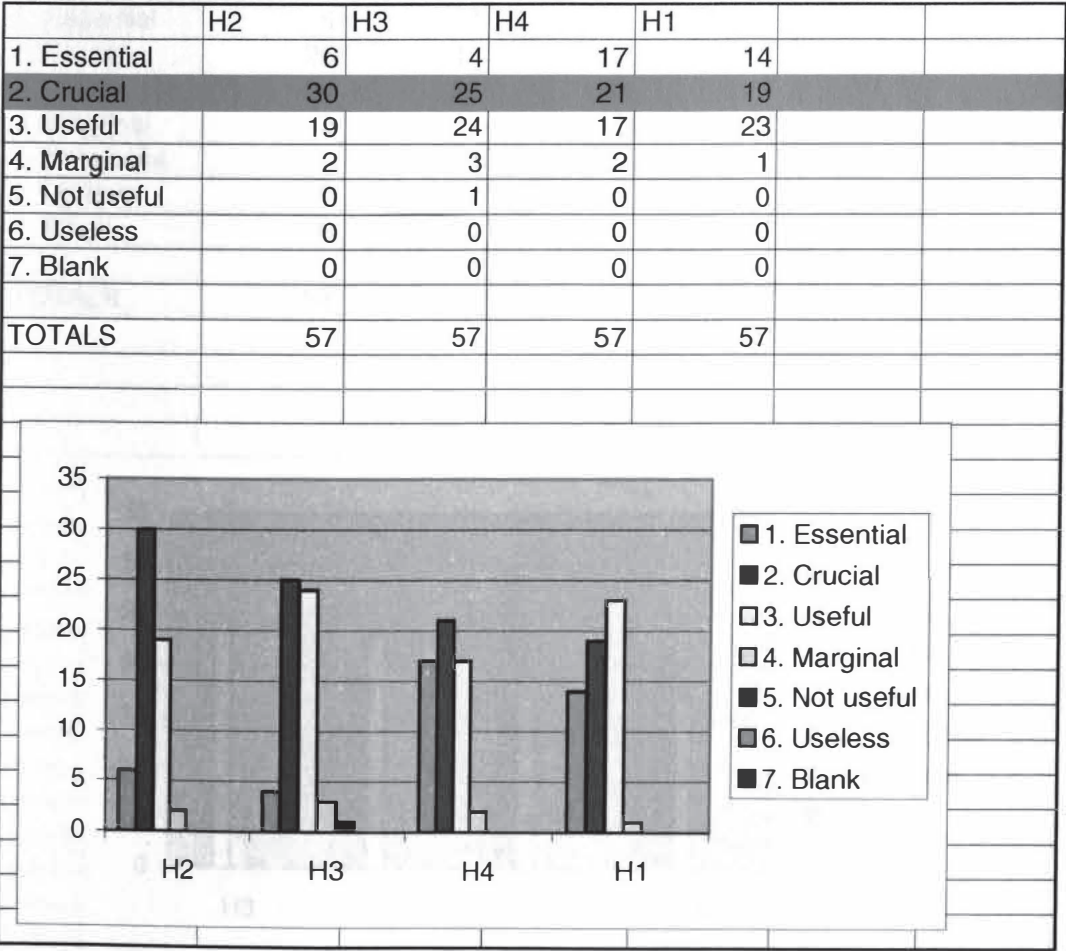 H2 H3 H4 H1
1. Essential 6 4 17 14
2. Crucial 30 25 21 19
3. Useful 19 24 17 23
4. Marginal 2 3 2 1
5. Not useful 0 1 0 0
6. Useless 0 0 0 0
7. Blank 0 0 0 0
TOTALS 57 57 57 57
35
30
25
20
15
10
5
0
H2 H3 H4 H1
1. Essential
2. Crucial
3. Useful
4. Marginal
5. Not useful
6. Useless
7. Blank